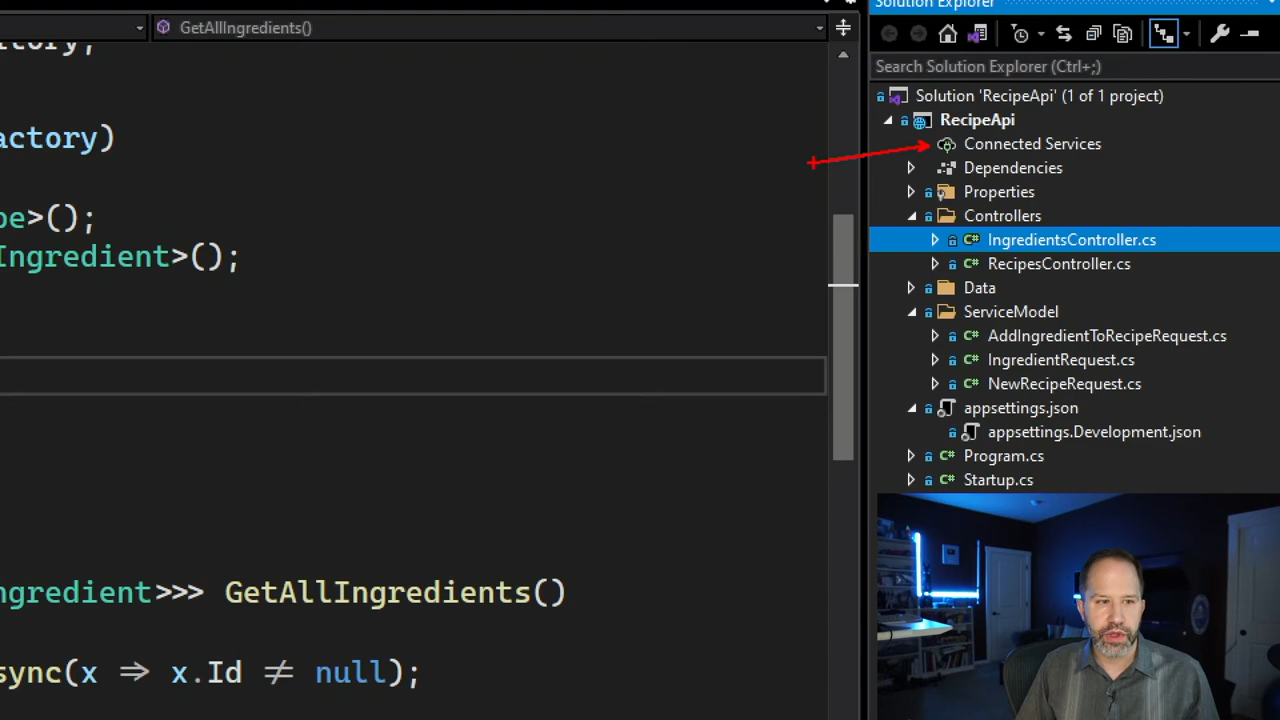 Solution Explorer
GetAllIngredients()
Search Solution Explorer (Ctrl+;)
Solution 'RecipeApi' (1 of 1 project)
RecipeApi
Connected Services
Dependencies
Properties
Controllers
C# IngredientsController.cs
C# RecipesController.cs
Data
ServiceModel
C# AddIngredientToRecipeRequest.cs
C# IngredientRequest.cs
C# NewRecipeRequest.cs
appsettings.json
appsettings.Development.json
C# Program.cs
C# Startup.cs
tory;
actory)
pe>();
Ingredient>();
ngredient>>> GetAllIngredients()
sync(x => x.Id ≠ null);